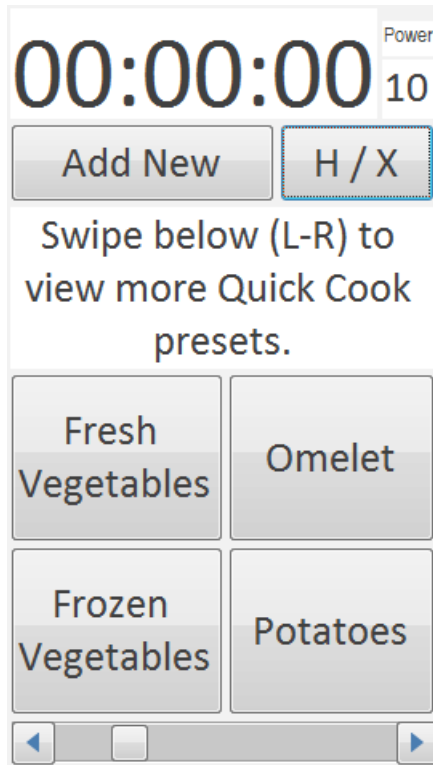 Power
00:00:00
10
Add New
H / X
Swipe below (L-R) to
view more Quick Cook
presets.
Fresh
Vegetables
Omelet
Frozen
Vegetables
Potatoes